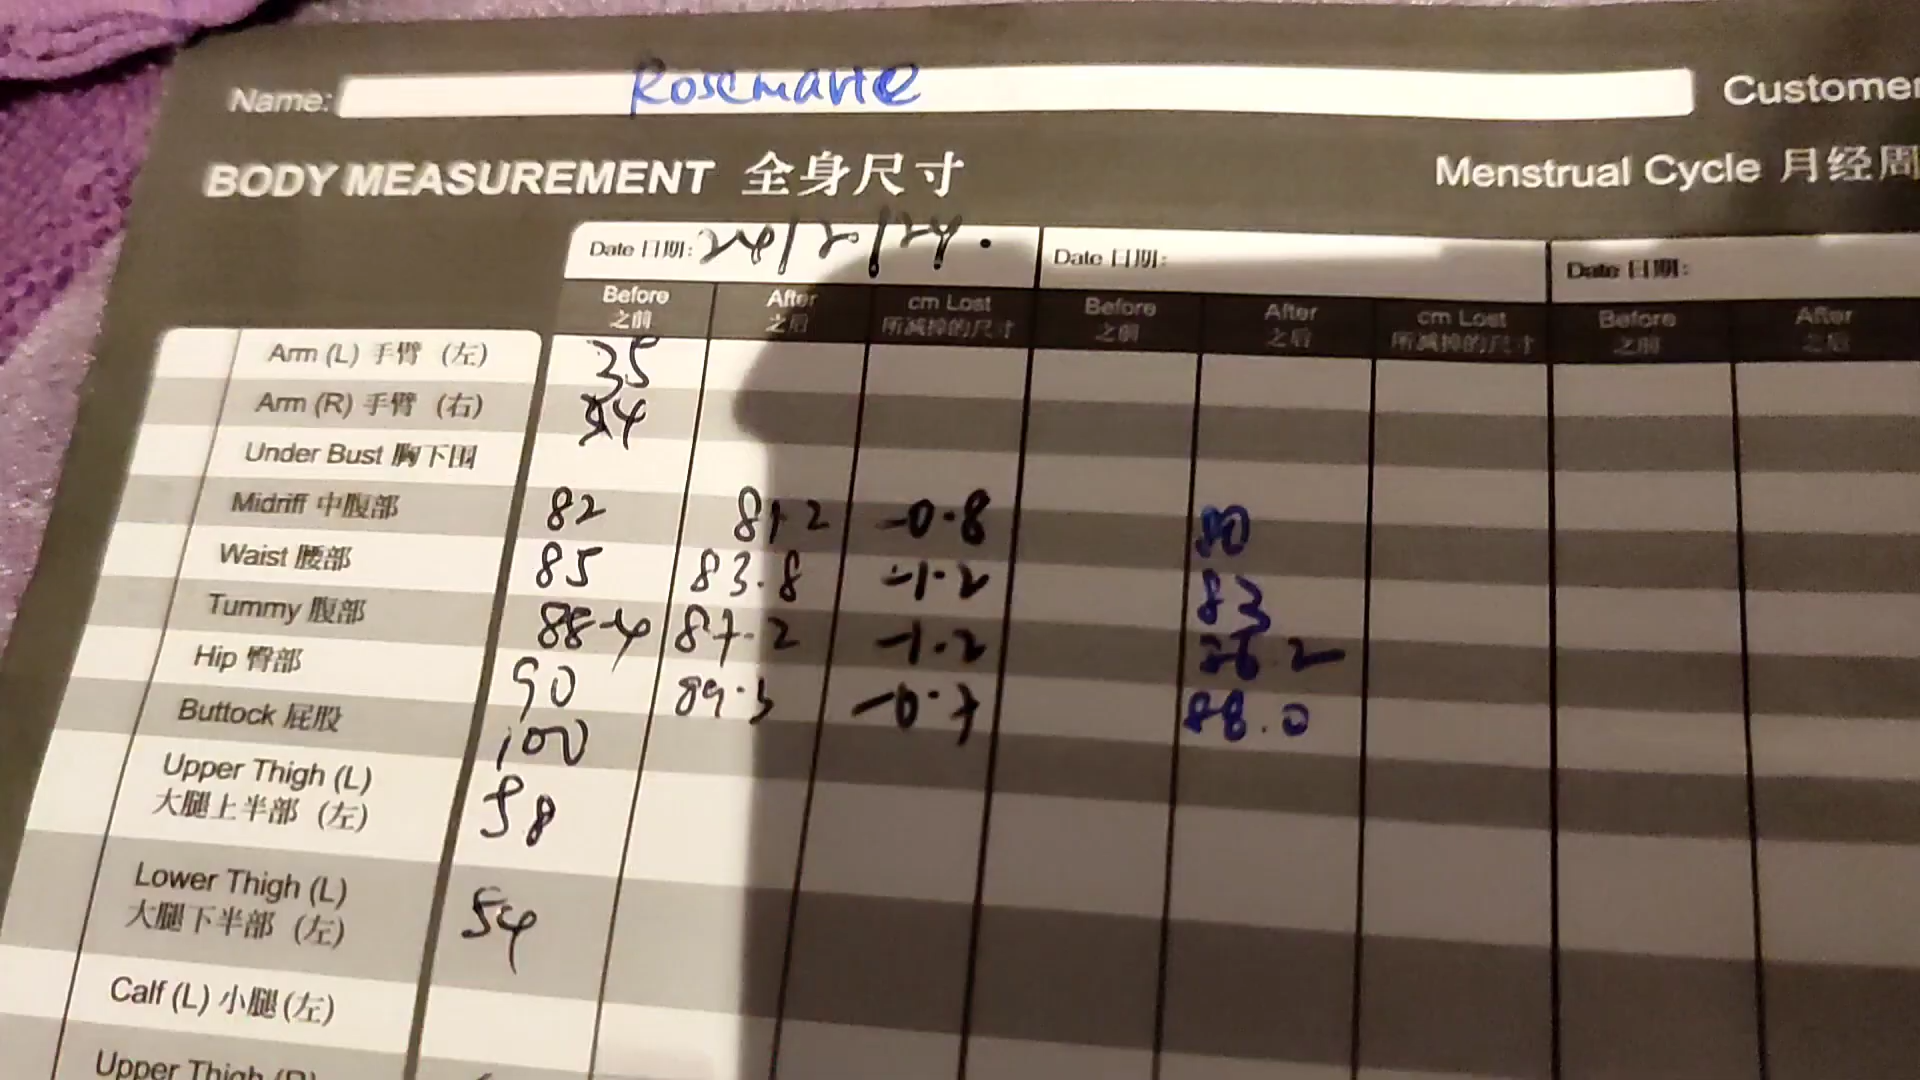 Name: Rosemarie Customer
BODY MEASUREMENT 全身尺寸 Menstrual Cycle 月经周
Date 日期: 24/2/24. Date 日期: Date 日期:
Before After cm Lost Before After cm Lost Before After
之前 之后 所减掉的尺寸 之前 之后 所减掉的尺寸 之前 之后
Arm (L) 手臂 (左) 35
Arm (R) 手臂 (右) 34
Under Bust 胸下围
Midriff 中腹部 82 81.2 -0.8 80
Waist 腰部 85 83.8 -1.2 83
Tummy 腹部 88.4 87.2 -1.2 86.2
Hip 臀部 90 89.3 -0.7 88.0
Buttock 屁股 100
Upper Thigh (L) 58
大腿上半部 (左)
Lower Thigh (L) 54
大腿下半部 (左)
Calf (L) 小腿 (左)
Upper Thigh (R)